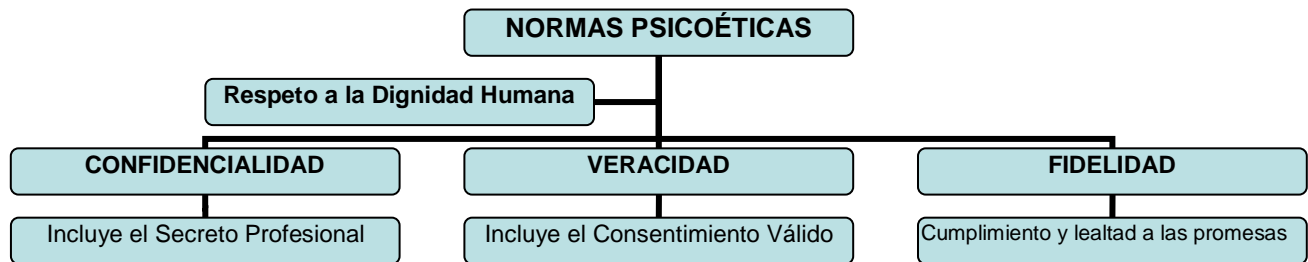 NORMAS PSICOÉTICAS
Respeto a la Dignidad Humana
CONFIDENCIALIDAD
VERACIDAD
FIDELIDAD
Incluye el Secreto Profesional
Incluye el Consentimiento Válido
Cumplimiento y lealtad a las promesas